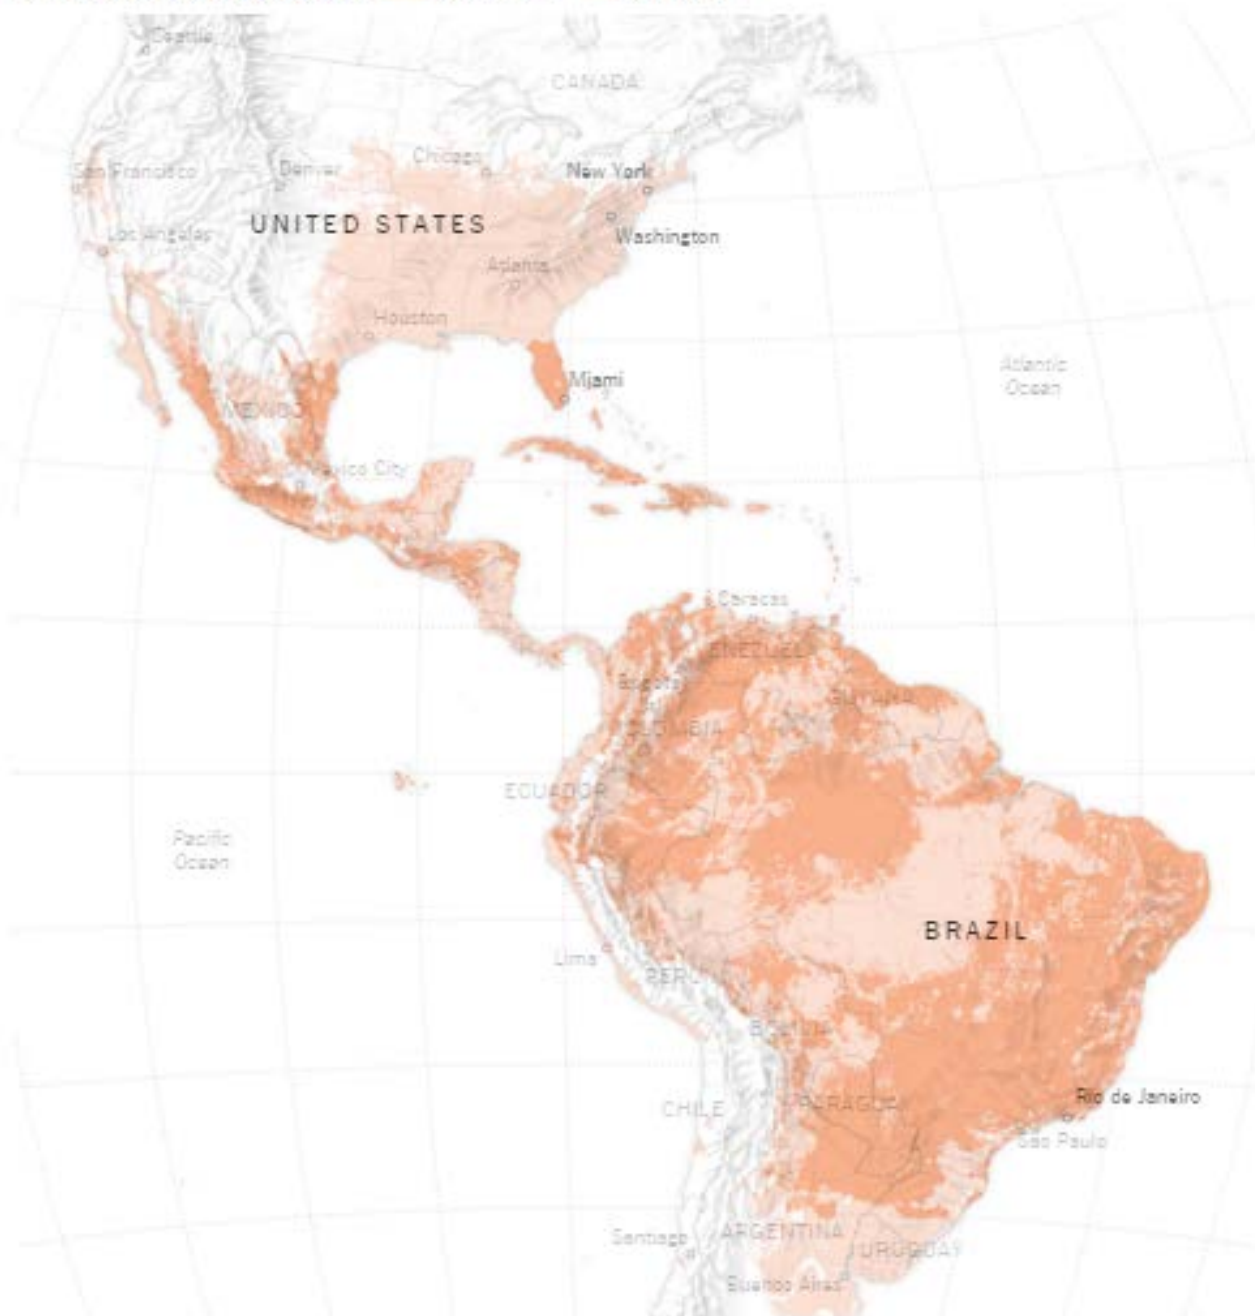 Seattle
CANADA
San Francisco
Denver
Chicago
New York
UNITED STATES
Los Angeles
Washington
Atlanta
Houston
Miami
Atlantic
Ocean
MEXICO
Mexico City
Caracas
VENEZUELA
Bogota
GUYANA
COLOMBIA
ECUADOR
Pacific
Ocean
BRAZIL
Lima
PERU
BOLIVIA
CHILE
PARAGUAY
Rio de Janeiro
Sao Paulo
Santiago
ARGENTINA
URUGUAY
Buenos Aires